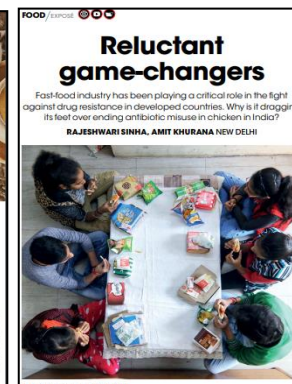 FOOD/EXPOSÉ
Reluctant
game-changers
Fast-food industry has been playing a critical role in the fight
against drug resistance in developed countries. Why is it draggin
its feet over ending antibiotic misuse in chicken in India?
RAJESHWARI SINHA, AMIT KHURANA NEW DELHI